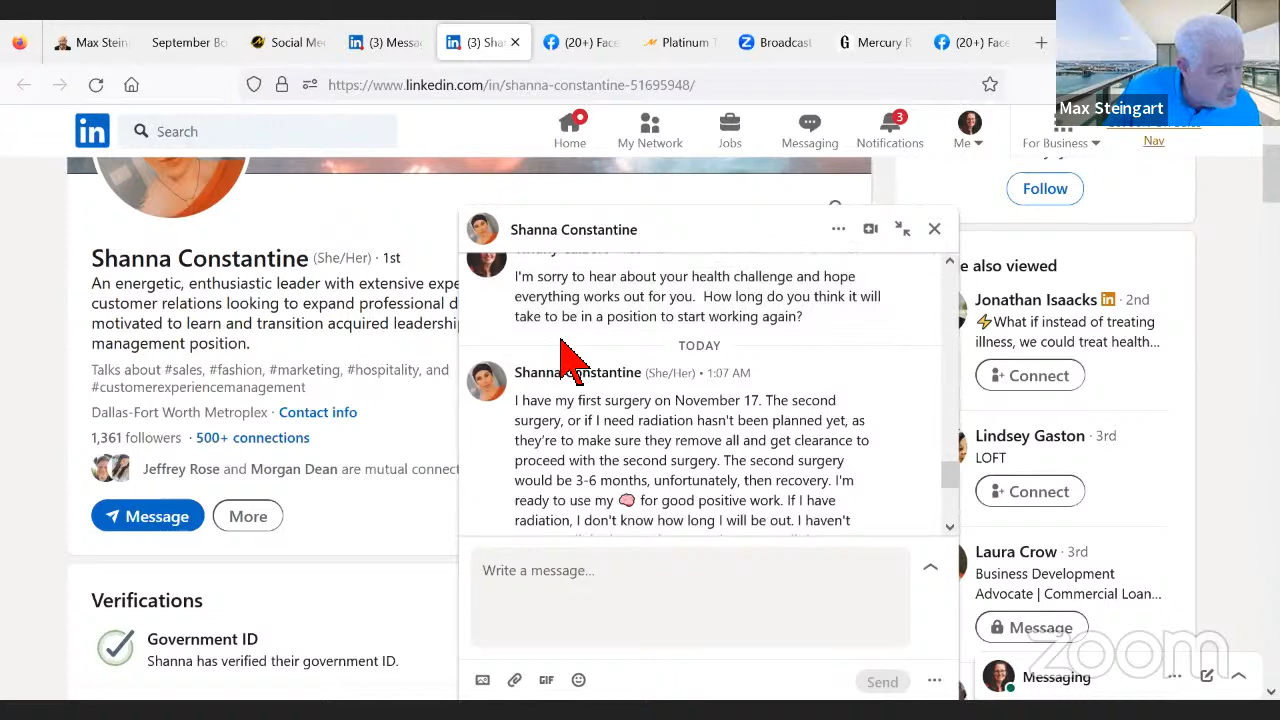 Max Stein
September Bo
Social Me
(3) Messa
(3) Sha
(20+) Face
Platinum T
Broadcast
Mercury R
(20+) Face
https://www.linkedin.com/in/shanna-constantine-51695948/
Max Steingart
in
Search
Home
My Network
Jobs
Messaging
3
Notifications
Me
For Business
Nav
Follow
Shanna Constantine (She/Her) · 1st
An energetic, enthusiastic leader with extensive expe
customer relations looking to expand professional d
motivated to learn and transition acquired leadership
management position.
Talks about #sales, #fashion, #marketing, #hospitality, and
#customerexperiencemanagement
Dallas-Fort Worth Metroplex · Contact info
1,361 followers · 500+ connections
Jeffrey Rose and Morgan Dean are mutual connect
Message
More
Verifications
Government ID
Shanna has verified their government ID.
Shanna Constantine
I'm sorry to hear about your health challenge and hope
everything works out for you. How long do you think it will
take to be in a position to start working again?
TODAY
Shanna Constantine (She/Her) • 1:07 AM
I have my first surgery on November 17. The second
surgery, or if I need radiation hasn't been planned yet, as
they're to make sure they remove all and get clearance to
proceed with the second surgery. The second surgery
would be 3-6 months, unfortunately, then recovery. I'm
ready to use my 🧠 for good positive work. If I have
radiation, I don't know how long I will be out. I haven't
Write a message...
GIF
Send
e also viewed
Jonathan Isaacks in · 2nd
⚡What if instead of treating
illness, we could treat health...
Connect
Lindsey Gaston · 3rd
LOFT
Connect
Laura Crow · 3rd
Business Development
Advocate | Commercial Loan...
Message
zoom
Messaging